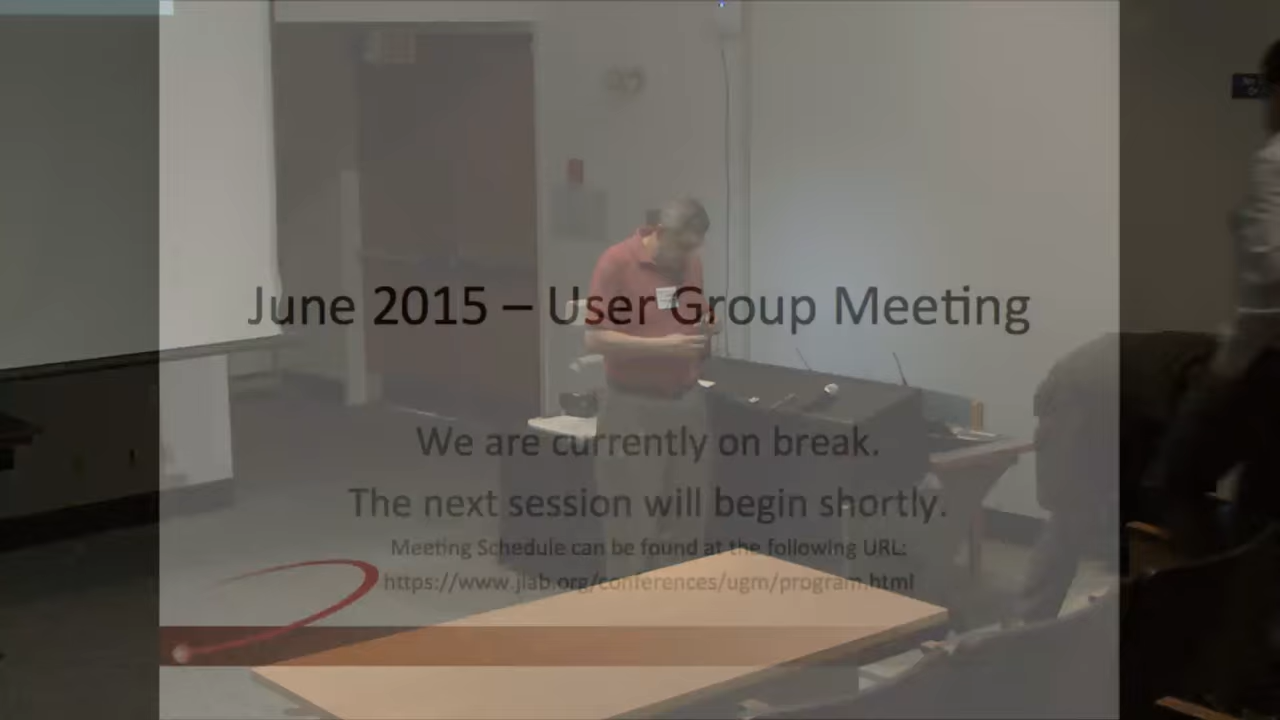 June 2015 – User Group Meeting
We are currently on break.
The next session will begin shortly.
Meeting Schedule can be found at the following URL:
https://www.jlab.org/conferences/ugm/program.html